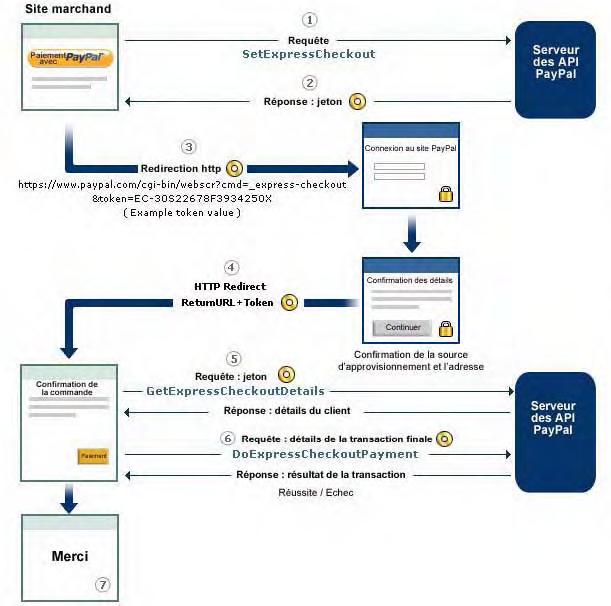 Site marchand
①
Requête
SetExpressCheckout
Paiement avec PayPal
Serveur
des API
PayPal
②
Réponse : jeton
③
Redirection http
https://www.paypal.com/cgi-bin/webscr?cmd=_express-checkout
&token=EC-30S22678F3934250X
( Example token value )
Connexion au site PayPal
④
HTTP Redirect
ReturnURL+Token
Confirmation des détails
Continuer
Confirmation de la source
d'approvisionnement et l'adresse
⑤
Requête : jeton
GetExpressCheckoutDetails
Réponse : détails du client
Confirmation de
la commande
Paiement
⑥
Requête : détails de la transaction finale
DoExpressCheckoutPayment
Réponse : résultat de la transaction
Réussite / Echec
Serveur
des API
PayPal
Merci
⑦